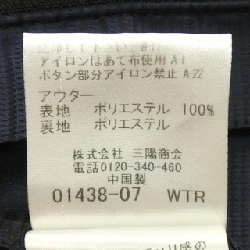 アイロンはあて布使用 A-1
ボタン部分アイロン禁止 A-22
アウター
表地 ポリエステル 100%
裏地 ポリエステル
株式会社 三陽商会
電話0120-340-460
中国製
01438-07 WTR